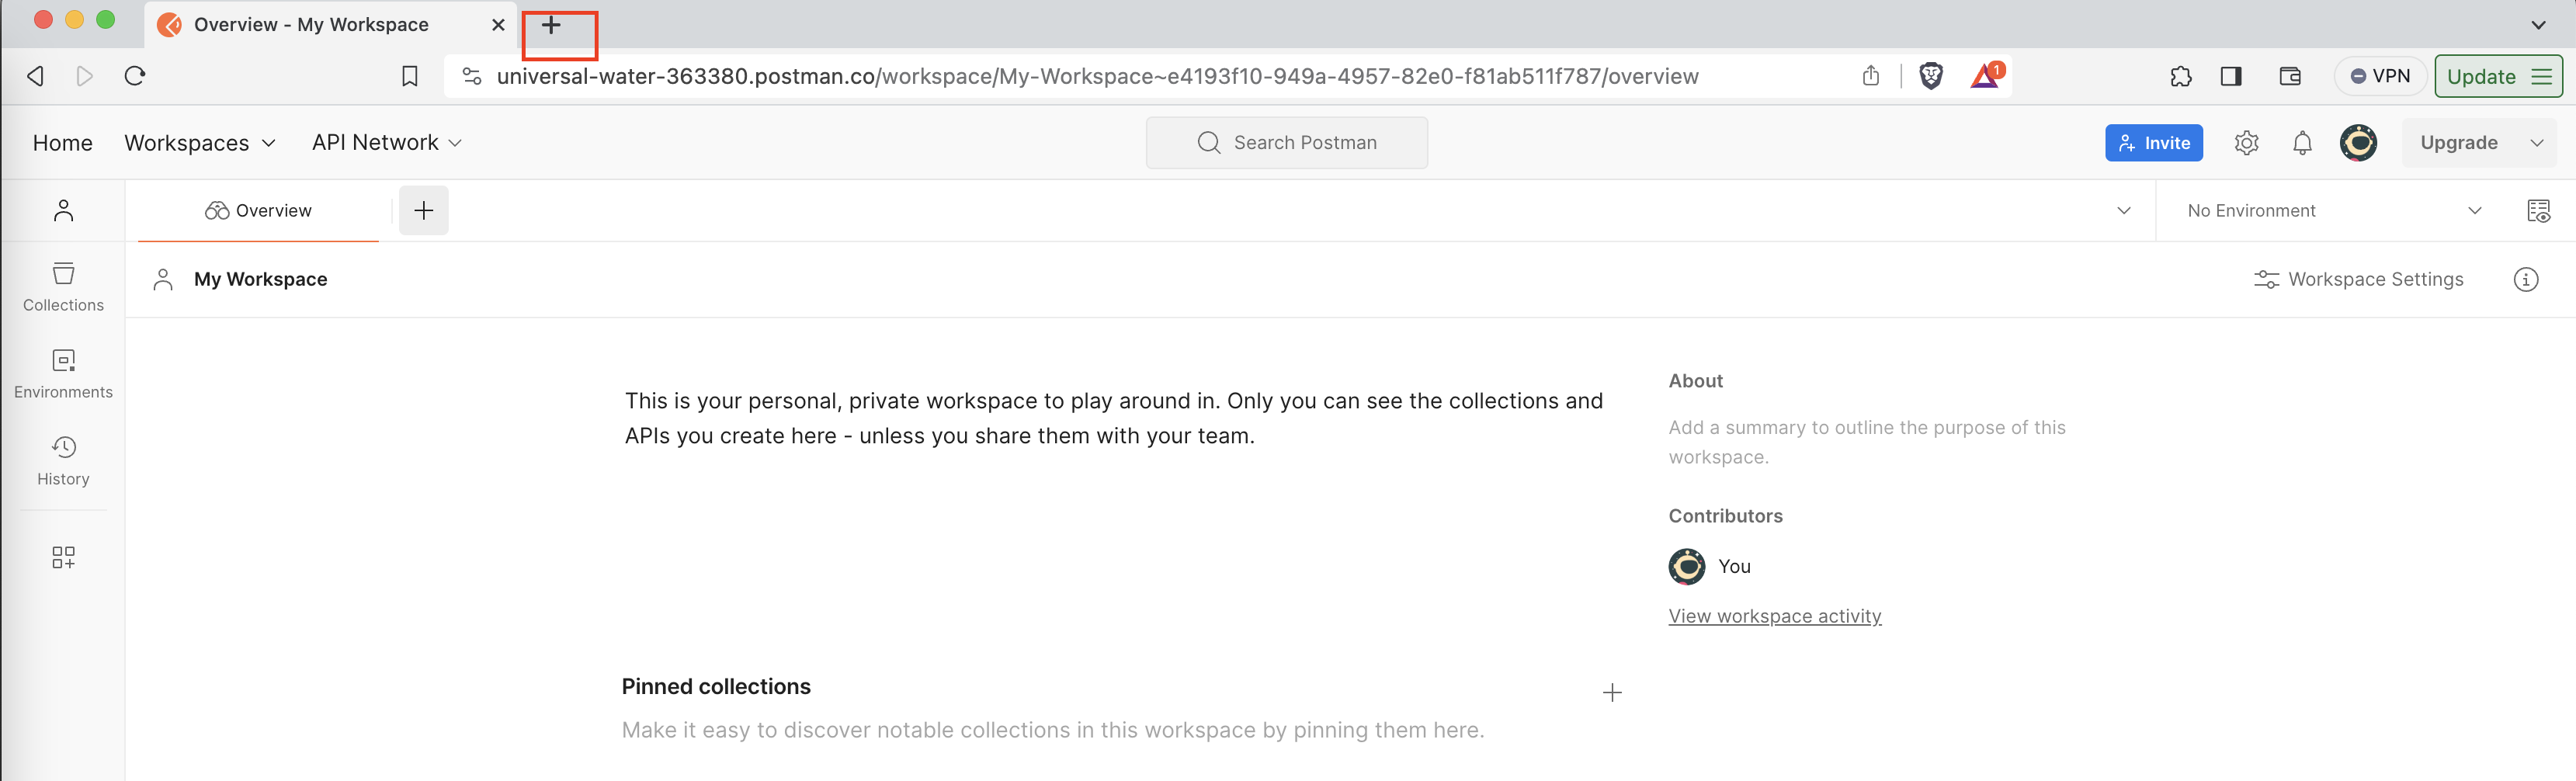 Overview - My Workspace
universal-water-363380.postman.co/workspace/My-Workspace~e4193f10-949a-4957-82e0-f81ab511f787/overview
1
VPN
Update
Home
Workspaces
API Network
Search Postman
Invite
Upgrade
Overview
No Environment
My Workspace
Workspace Settings
Collections
Environments
History
This is your personal, private workspace to play around in. Only you can see the collections and
APIs you create here - unless you share them with your team.
About
Add a summary to outline the purpose of this
workspace.
Contributors
You
View workspace activity
Pinned collections
Make it easy to discover notable collections in this workspace by pinning them here.